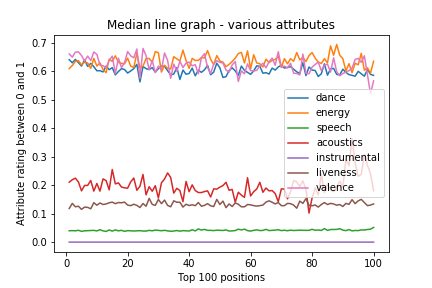 Median line graph - various attributes
Attribute rating between 0 and 1
0.7
0.6
0.5
0.4
0.3
0.2
0.1
0.0
dance
energy
speech
acoustics
instrumental
livness
valence
0 20 40 60 80 100
Top 100 positions